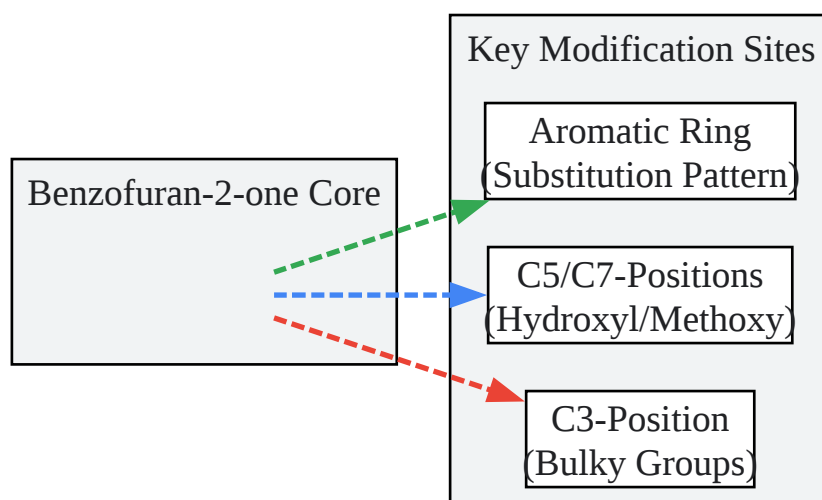 Benzofuran-2-one Core
Key Modification Sites
Aromatic Ring
(Substitution Pattern)
C5/C7-Positions
(Hydroxyl/Methoxy)
C3-Position
(Bulky Groups)